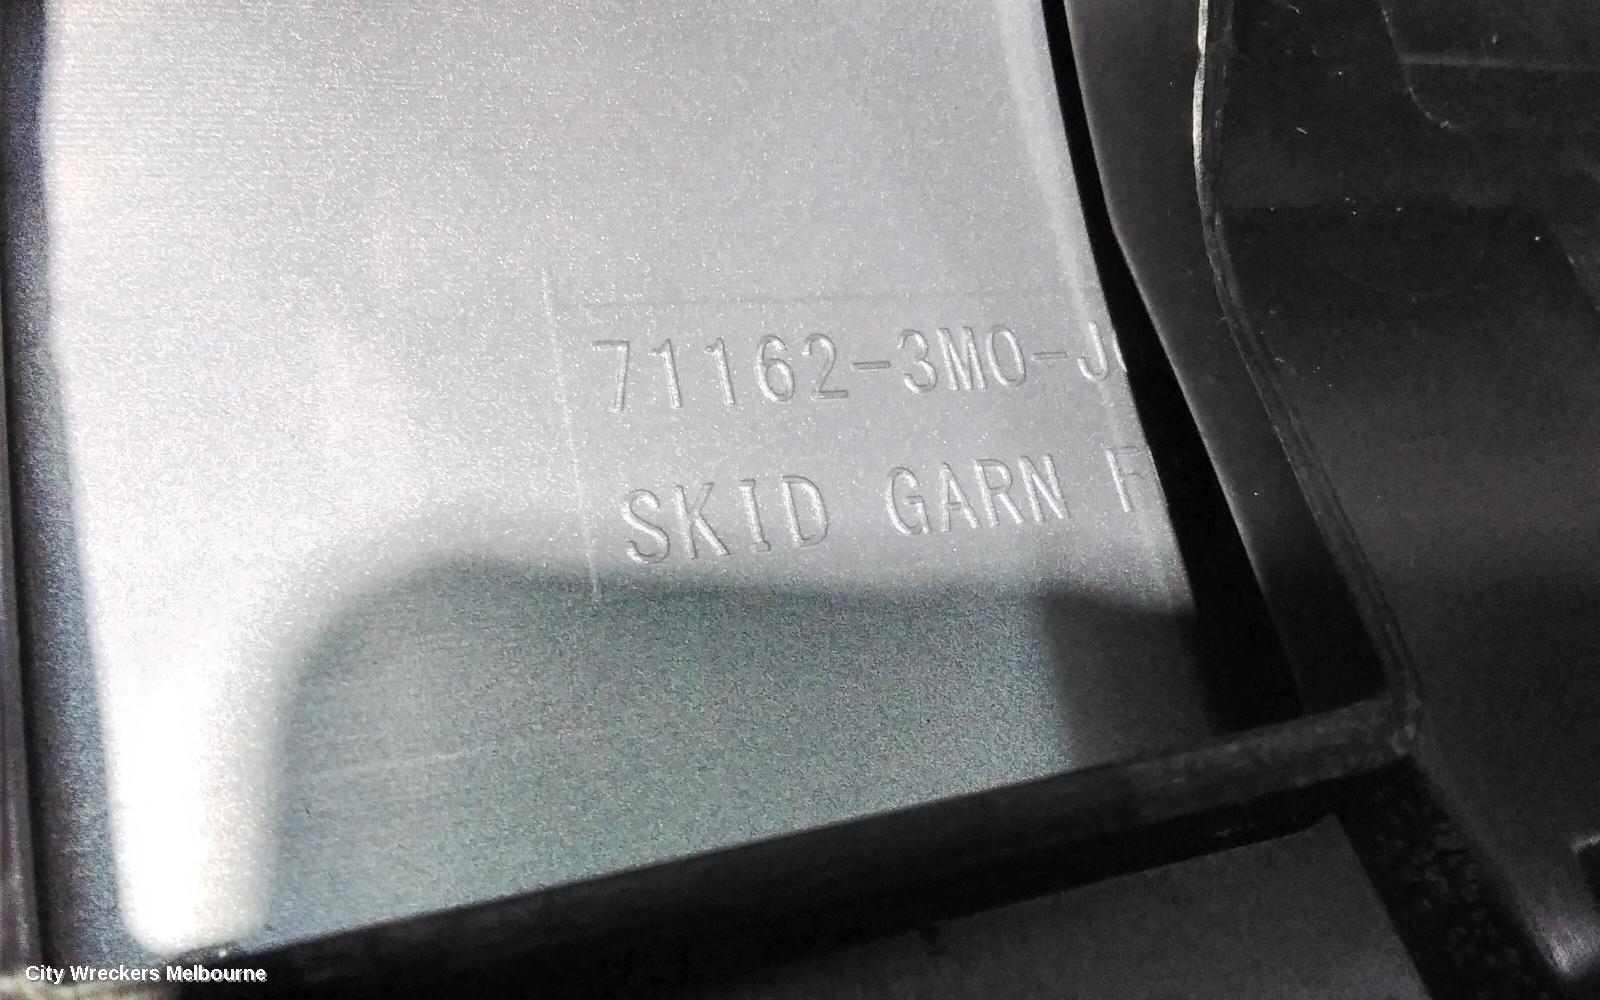 71162-3M0-J
SKID GARN F
City Wreckers Melbourne